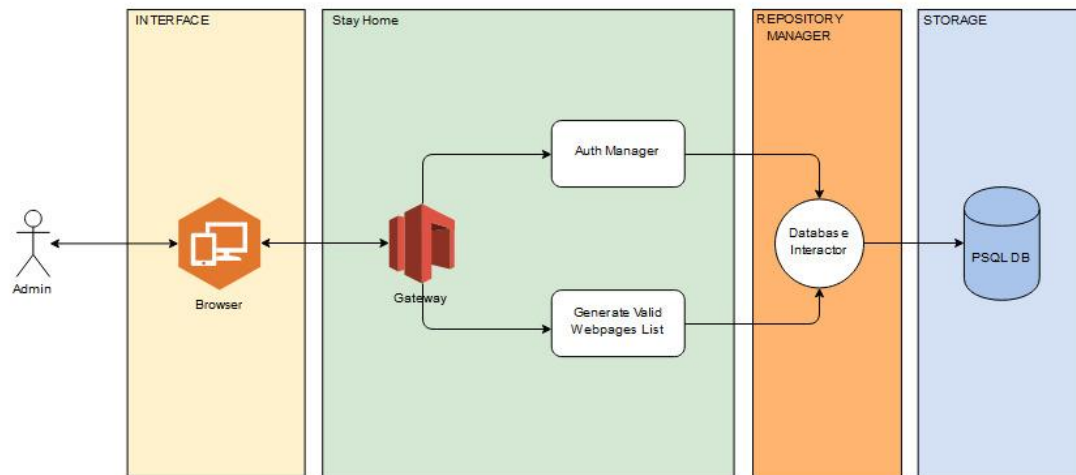 INTERFACE
Stay Home
REPOSITORY
MANAGER
STORAGE
Auth Manager
Admin
Browser
Gateway
Database
Interactor
PSQL DB
Generate Valid
Webpages List